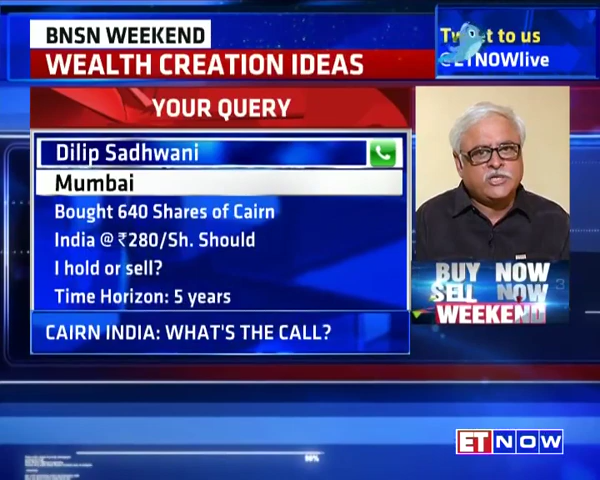 BNSN WEEKEND
WEALTH CREATION IDEAS
to us
@ETNOWlive
YOUR QUERY
Dilip Sadhwani
Mumbai
Bought 640 Shares of Cairn
India @ ₹280/Sh. Should
I hold or sell?
Time Horizon: 5 years
CAIRN INDIA: WHAT'S THE CALL?
BUY NOW
SELL NOW
WEEKEND
ET NOW